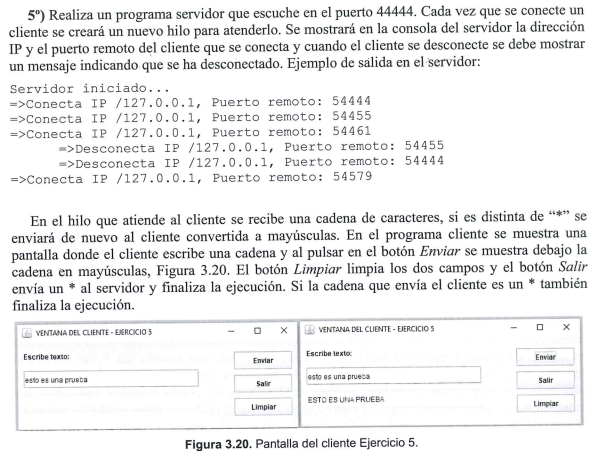 5º) Realiza un programa servidor que escuche en el puerto 44444. Cada vez que se conecte un
cliente se creará un nuevo hilo para atenderlo. Se mostrará en la consola del servidor la dirección
IP y el puerto remoto del cliente que se conecta y cuando el cliente se desconecte se debe mostrar
un mensaje indicando que se ha desconectado. Ejemplo de salida en el servidor:
Servidor iniciado...
=>Conecta IP /127.0.0.1, Puerto remoto: 54444
=>Conecta IP /127.0.0.1, Puerto remoto: 54455
=>Conecta IP /127.0.0.1, Puerto remoto: 54461
=>Desconecta IP /127.0.0.1, Puerto remoto: 54455
=>Desconecta IP /127.0.0.1, Puerto remoto: 54444
=>Conecta IP /127.0.0.1, Puerto remoto: 54579
En el hilo que atiende al cliente se recibe una cadena de caracteres, si es distinta de “*” se
enviará de nuevo al cliente convertida a mayúsculas. En el programa cliente se muestra una
pantalla donde el cliente escribe una cadena y al pulsar en el botón Enviar se muestra debajo la
cadena en mayúsculas, Figura 3.20. El botón Limpiar limpia los dos campos y el botón Salir
envía un * al servidor y finaliza la ejecución. Si la cadena que envía el cliente es un * también
finaliza la ejecución.
VENTANA DEL CLIENTE - EJERCICIO 5
Escribe texto:
Enviar
esto es una prueba
Salir
Limpiar
VENTANA DEL CLIENTE - EJERCICIO 5
Escribe texto:
Enviar
esto es una prueba
Salir
ESTO ES UNA PRUEBA
Limpiar
Figura 3.20. Pantalla del cliente Ejercicio 5.